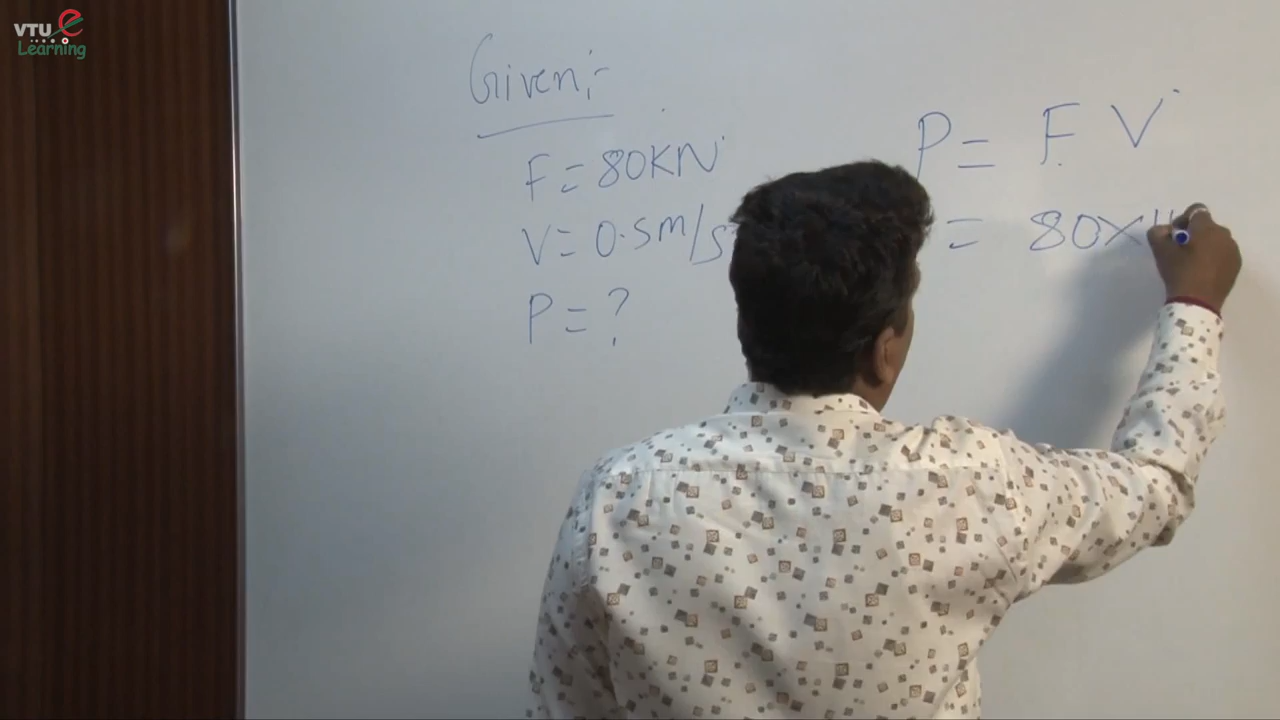 VTU e
Learning
Given:-
F = 80KN
V = 0.5m/s
P = ?
P = F V
= 80×